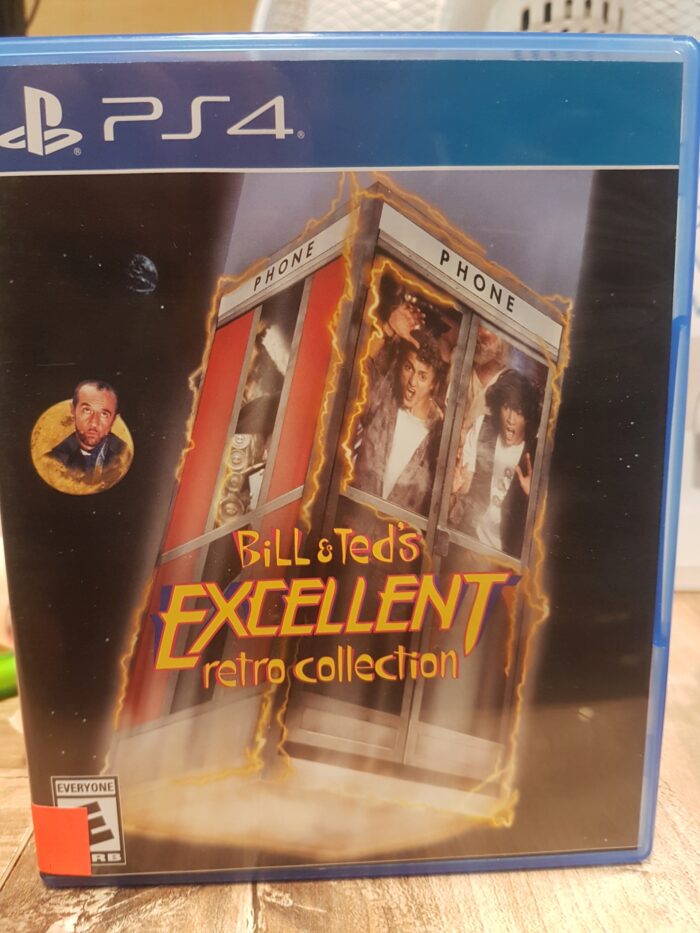 PS4
PHONE
PHONE
BiLL & Ted's
EXCELLENT
retro collection
EVERYONE
E
RB